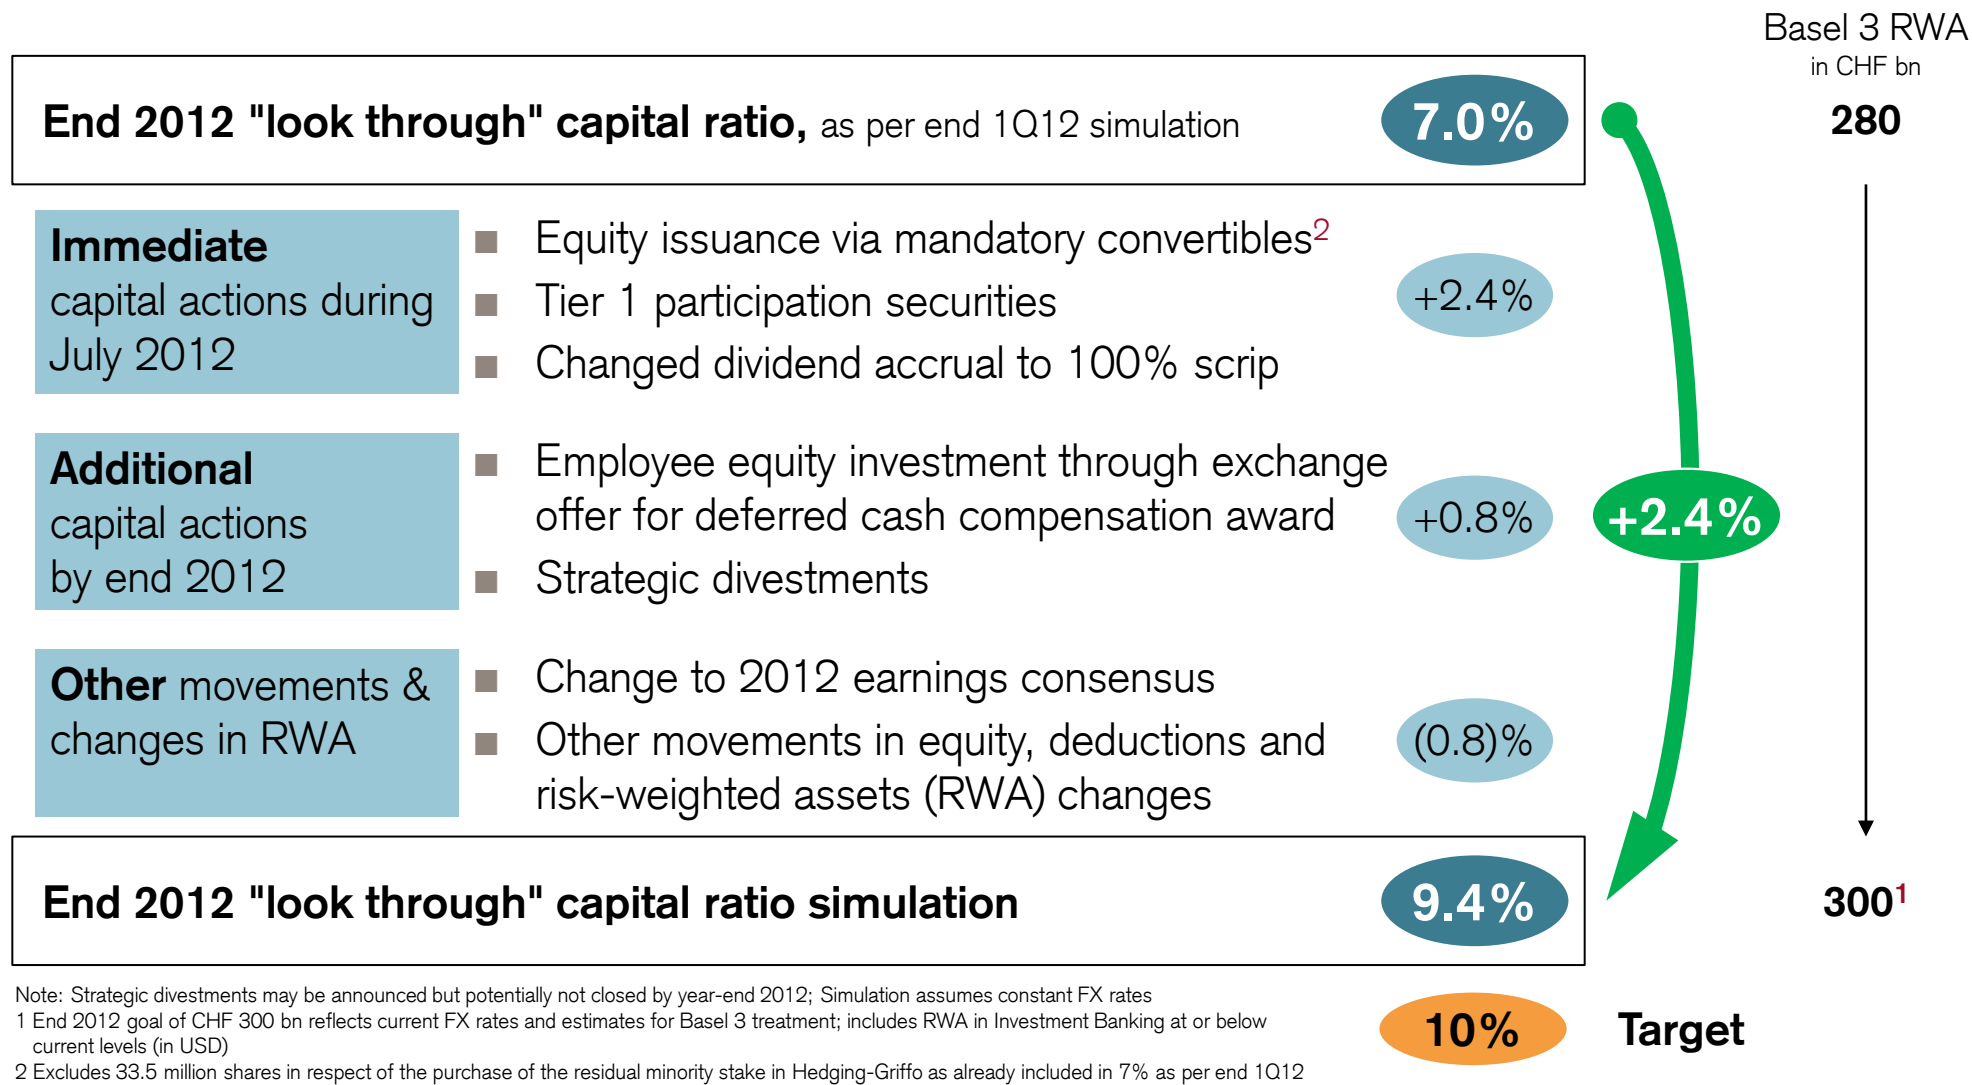 Basel 3 RWA
in CHF bn
End 2012 "look through" capital ratio, as per end 1Q12 simulation
7.0%
280
Immediate
capital actions during
July 2012
■ Equity issuance via mandatory convertibles2
■ Tier 1 participation securities
■ Changed dividend accrual to 100% scrip
+2.4%
Additional
capital actions
by end 2012
■ Employee equity investment through exchange
offer for deferred cash compensation award
■ Strategic divestments
+0.8%
+2.4%
Other movements &
changes in RWA
■ Change to 2012 earnings consensus
■ Other movements in equity, deductions and
risk-weighted assets (RWA) changes
(0.8)%
End 2012 "look through" capital ratio simulation
9.4%
3001
Note: Strategic divestments may be announced but potentially not closed by year-end 2012; Simulation assumes constant FX rates
1 End 2012 goal of CHF 300 bn reflects current FX rates and estimates for Basel 3 treatment; includes RWA in Investment Banking at or below
current levels (in USD)
2 Excludes 33.5 million shares in respect of the purchase of the residual minority stake in Hedging-Griffo as already included in 7% as per end 1Q12
10%
Target